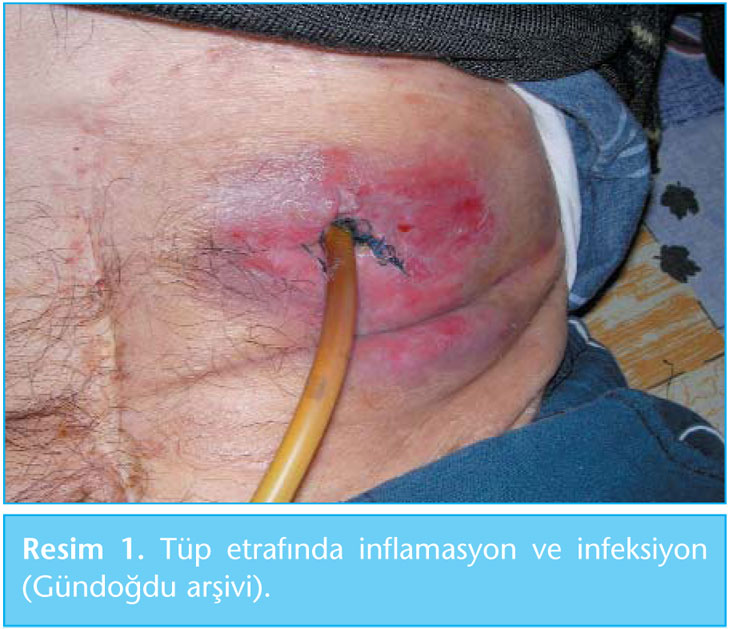 Resim 1. Tüp etrafında inflamasyon ve infeksiyon
(Gündoğdu arşivi).